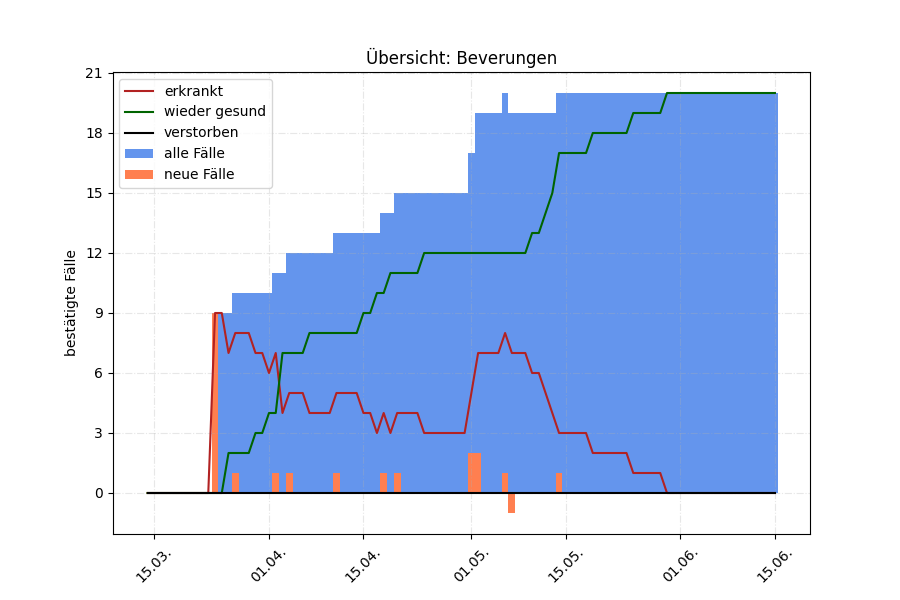 Übersicht: Beverungen
bestätigte Fälle
21
18
15
12
9
6
3
0
erkrankt
wieder gesund
verstorben
alle Fälle
neue Fälle
15.03.
01.04.
15.04.
01.05.
15.05.
01.06.
15.06.